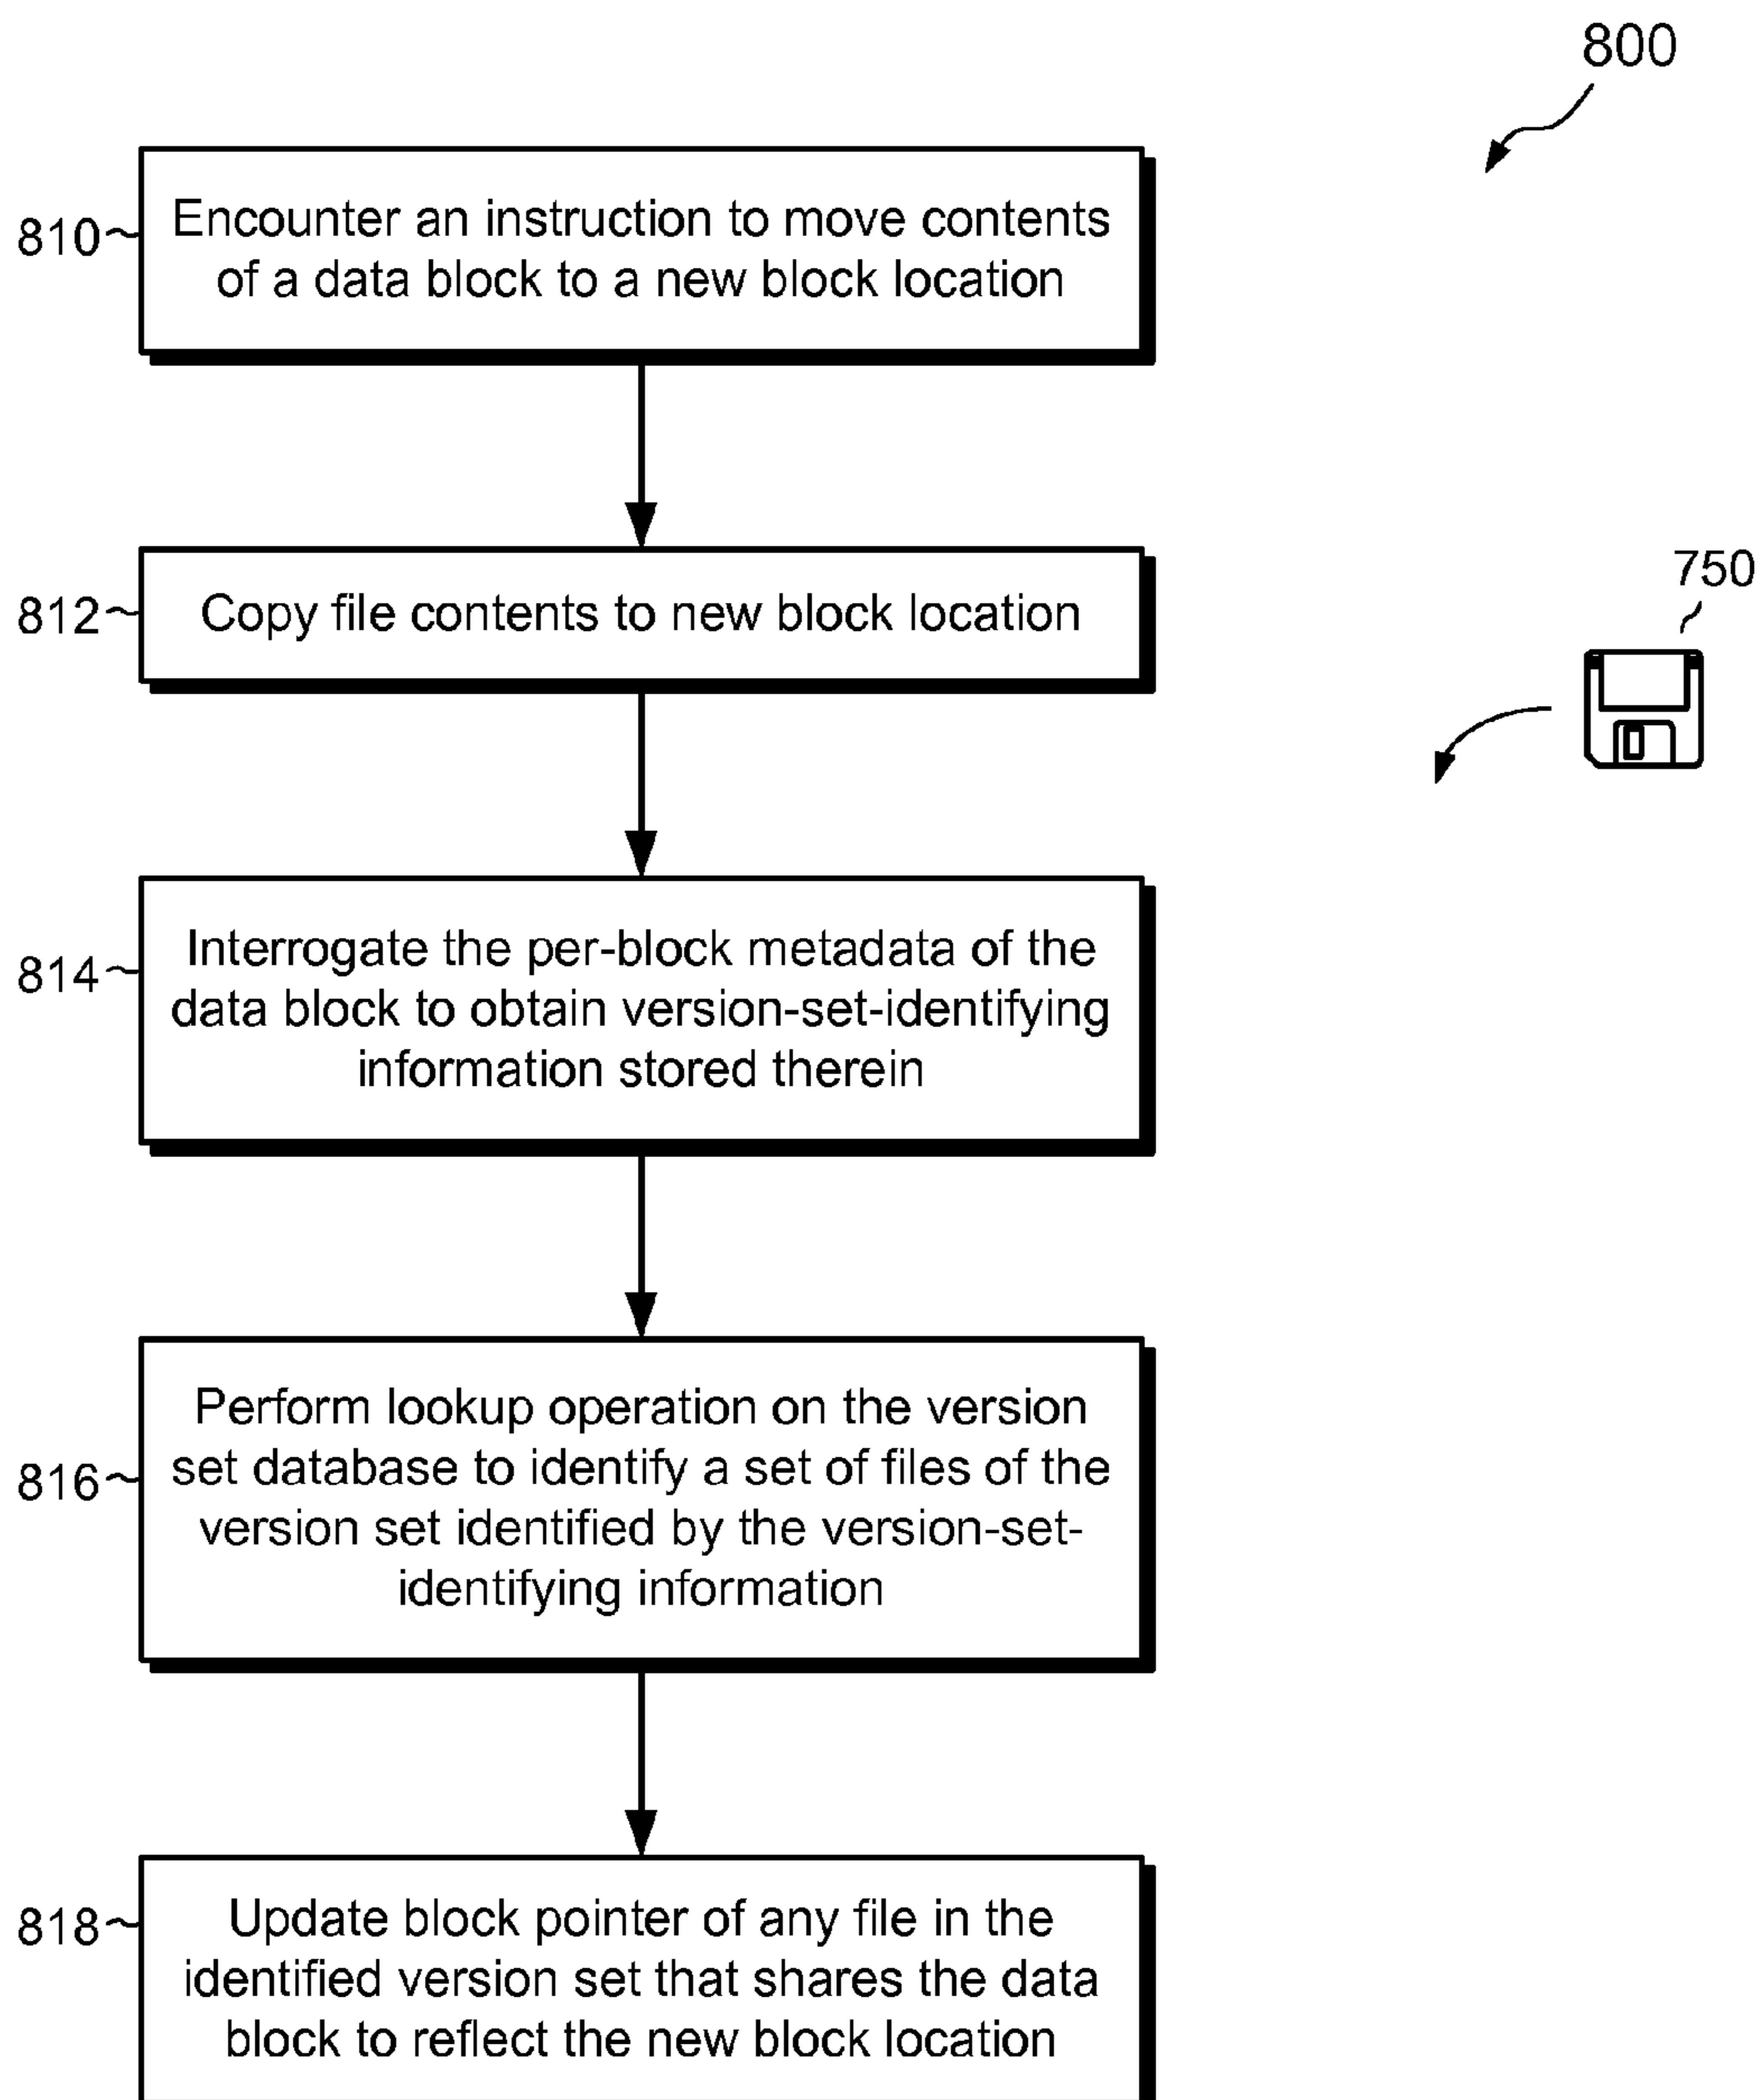 800
810
Encounter an instruction to move contents
of a data block to a new block location
812
Copy file contents to new block location
750
814
Interrogate the per-block metadata of the
data block to obtain version-set-identifying
information stored therein
816
Perform lookup operation on the version
set database to identify a set of files of the
version set identified by the version-set-
identifying information
818
Update block pointer of any file in the
identified version set that shares the data
block to reflect the new block location